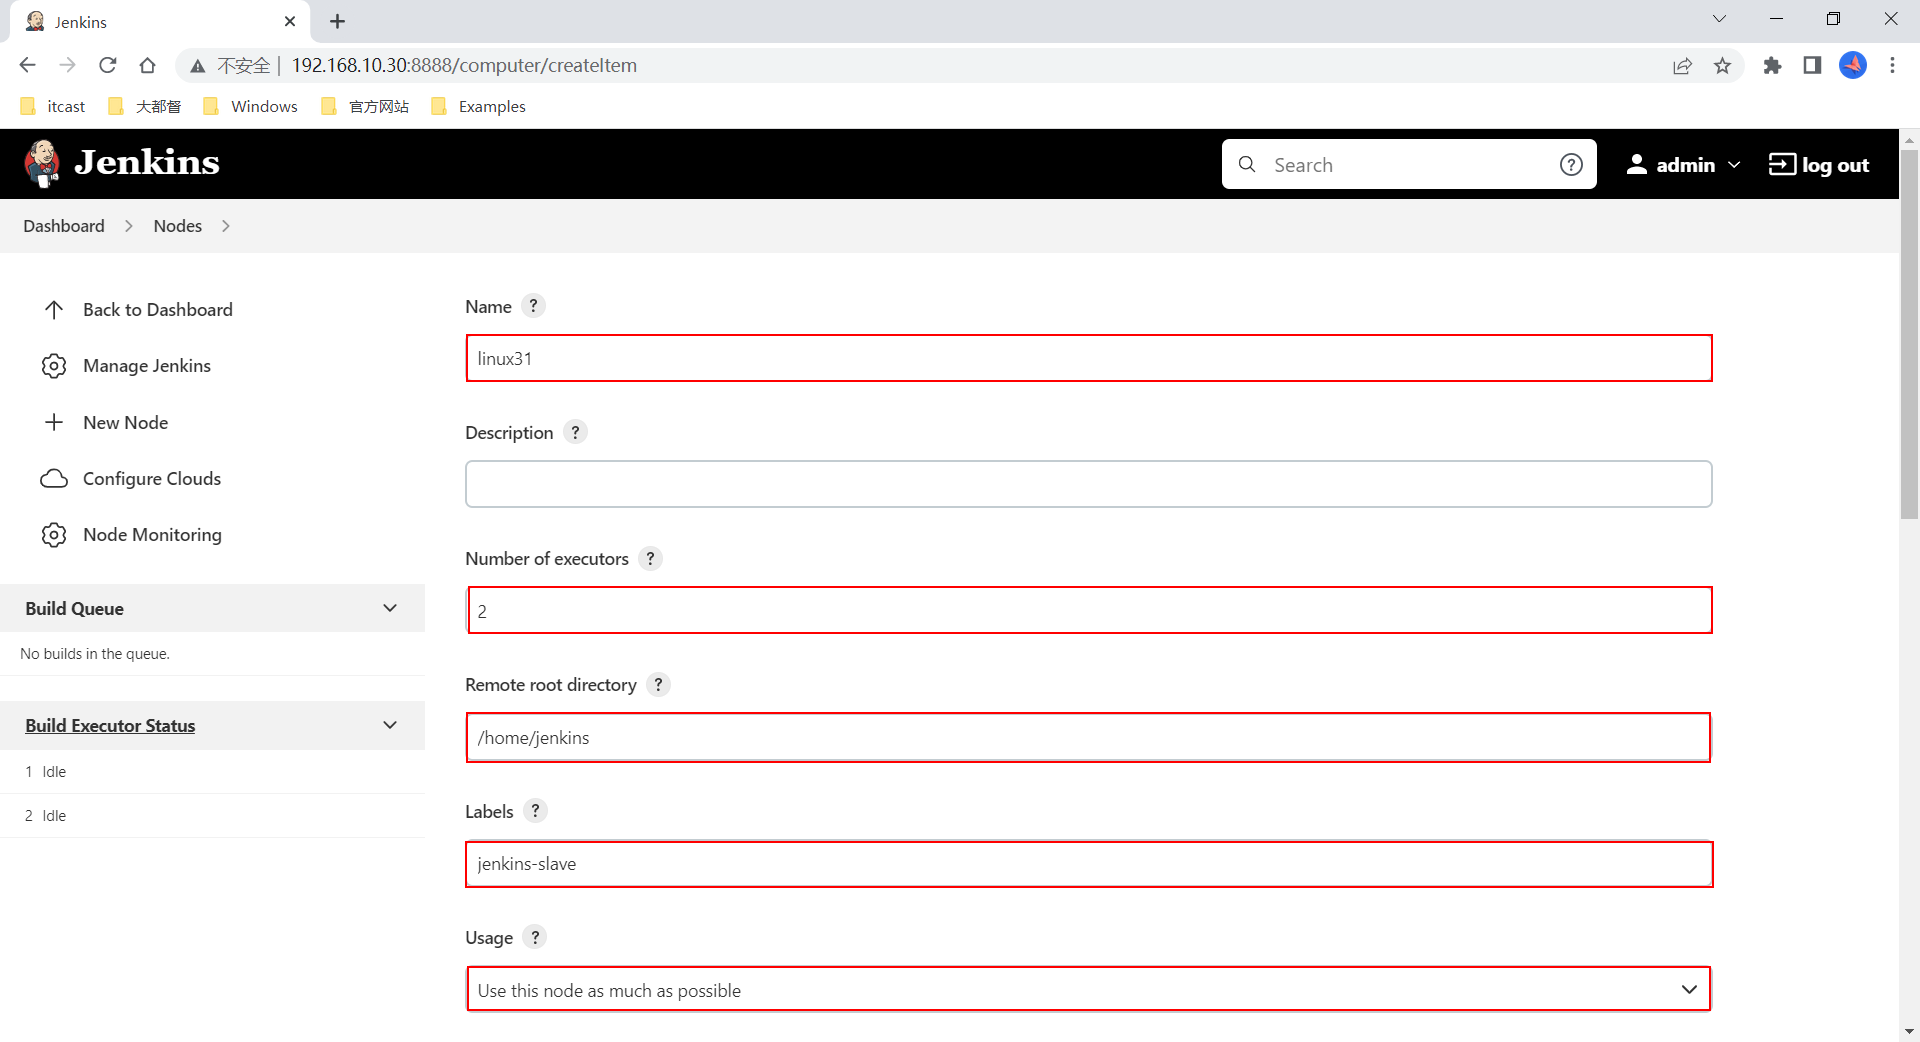 Jenkins
不安全 | 192.168.10.30:8888/computer/createItem
itcast 大都督 Windows 官方网站 Examples
Jenkins Search ? admin log out
Dashboard Nodes
Back to Dashboard
Manage Jenkins
New Node
Configure Clouds
Node Monitoring
Build Queue
No builds in the queue.
Build Executor Status
1 Idle
2 Idle
Name ?
linux31
Description ?
Number of executors ?
2
Remote root directory ?
/home/jenkins
Labels ?
jenkins-slave
Usage ?
Use this node as much as possible